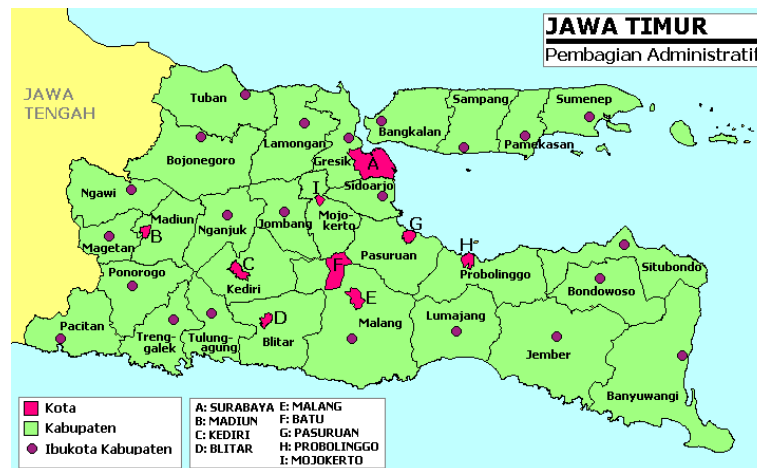 JAWA TIMUR
Pembagian Administratif
JAWA
TENGAH
Tuban
Sampang
Sumenep
Bangkalan
Lamongan
Pamekasan
Bojonegoro
Gresik
A
Sidoarjo
Ngawi
I
Madiun
Mojo-
kerto
Nganjuk
Jombang
G
B
Magetan
Pasuruan
H
Ponorogo
C
F
Probolinggo
Situbondo
Kediri
Bondowoso
E
Pacitan
D
Lumajang
Treng-
galek
Tulung-
agung
Blitar
Malang
Jember
Banyuwangi
Kota
Kabupaten
Ibukota Kabupaten
A: SURABAYA
B: MADIUN
C: KEDIRI
D: BLITAR
E: MALANG
F: BATU
G: PASURUAN
H: PROBOLINGGO
I: MOJOKERTO